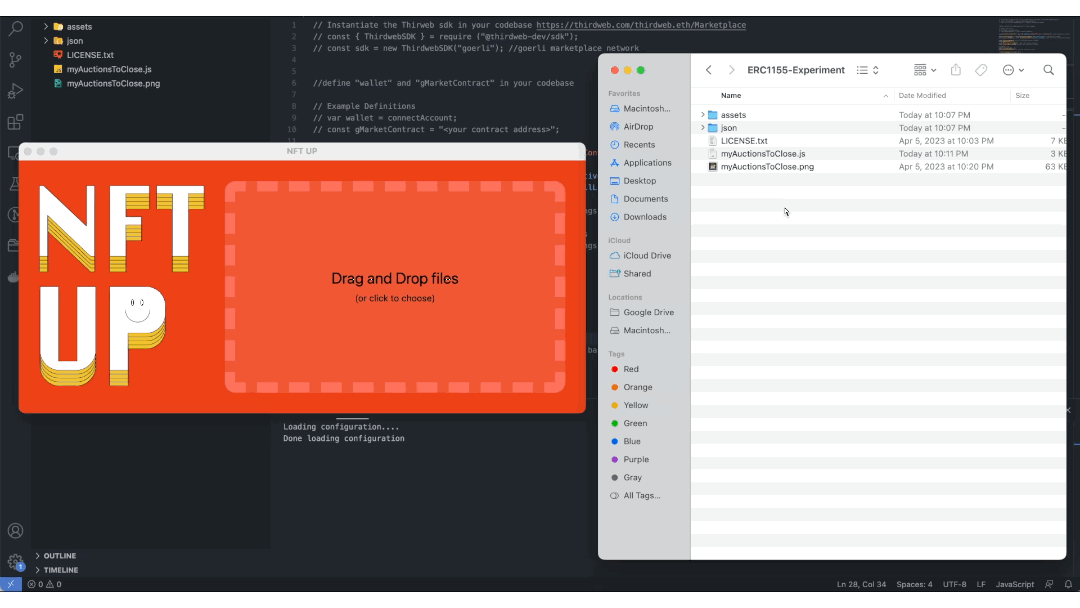 assets
json
LICENSE.txt
myAuctionsToClose.js
myAuctionsToClose.png
1 // Instantiate the Thirweb sdk in your codebase https://thirdweb.com/thirdweb.eth/Marketplace
2 // const { ThirdwebSDK } = require ("@thirdweb-dev/sdk");
3 // const sdk = new ThirdwebSDK("goerli"); //goerli marketplace network
4
5
6 //define "wallet" and "gMarketContract" in your codebase
7
8 // Example Definitions
9 // var wallet = connectAccount;
10 // const gMarketContract = "<your contract address>";
NFT UP
NFT
UP
Drag and Drop files
(or click to choose)
Loading configuration....
Done loading configuration
OUTLINE
TIMELINE
ERC1155-Experiment
Favorites
Macintosh...
AirDrop
Recents
Applications
Desktop
Documents
Downloads
iCloud
iCloud Drive
Shared
Locations
Google Drive
Macintosh...
Tags
Red
Orange
Yellow
Green
Blue
Purple
Gray
All Tags...
Name Date Modified Size
assets Today at 10:07 PM --
json Today at 10:07 PM --
LICENSE.txt Apr 5, 2023 at 10:03 PM 7 KB
myAuctionsToClose.js Today at 10:11 PM 3 KB
myAuctionsToClose.png Apr 5, 2023 at 10:20 PM 63 KB
1
0 0 Ln 28, Col 34 Spaces: 4 UTF-8 LF JavaScript